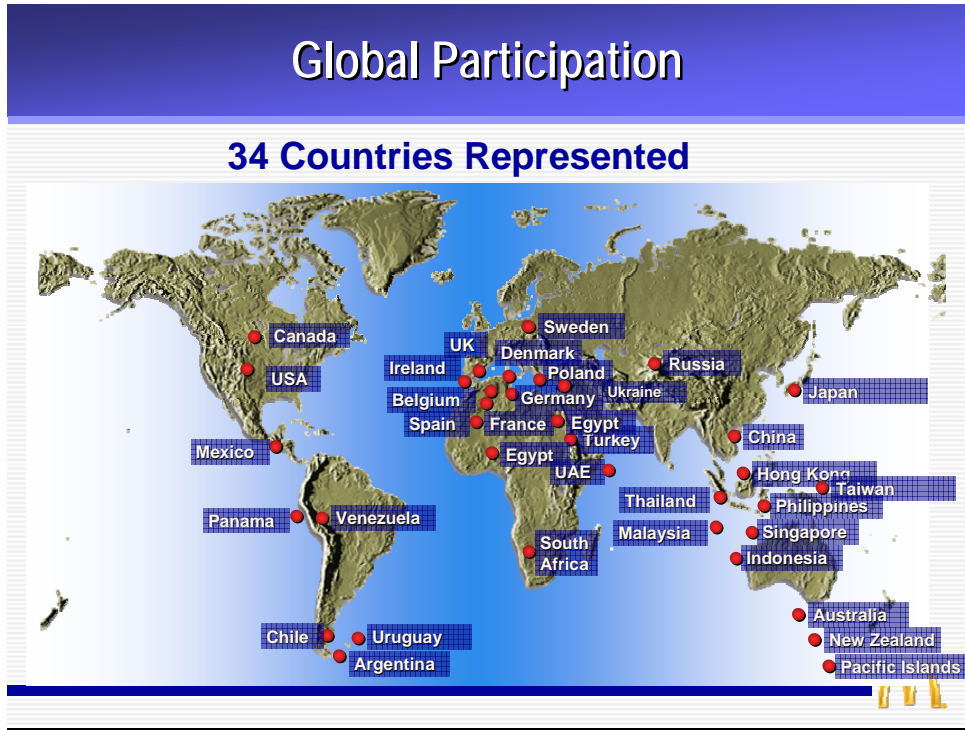 Global Participation
34 Countries Represented
Canada
USA
Mexico
Panama
Venezuela
Chile
Uruguay
Argentina
Sweden
UK
Denmark
Ireland
Poland
Belgium
Germany
Ukraine
Spain
France
Egypt
Turkey
Egypt
UAE
South
Africa
Russia
Japan
China
Hong Kong
Taiwan
Thailand
Philippines
Malaysia
Singapore
Indonesia
Australia
New Zealand
Pacific Islands